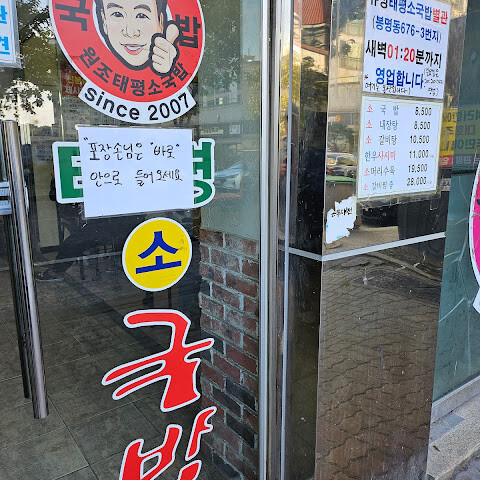 국밥
원조태평소국밥
since 2007
"포장손님은 "바로"
안으로 들어오세요
소
국
밥
유성태평소국밥별관
(봉명동676-3번지)
새벽01:20분까지
영업합니다
소 국 밥 8,500
소 내장탕 8,500
소 갈비탕 10,500
한우사시미 11,000
소머리수육 19,500
소 갈비찜 중 28,000